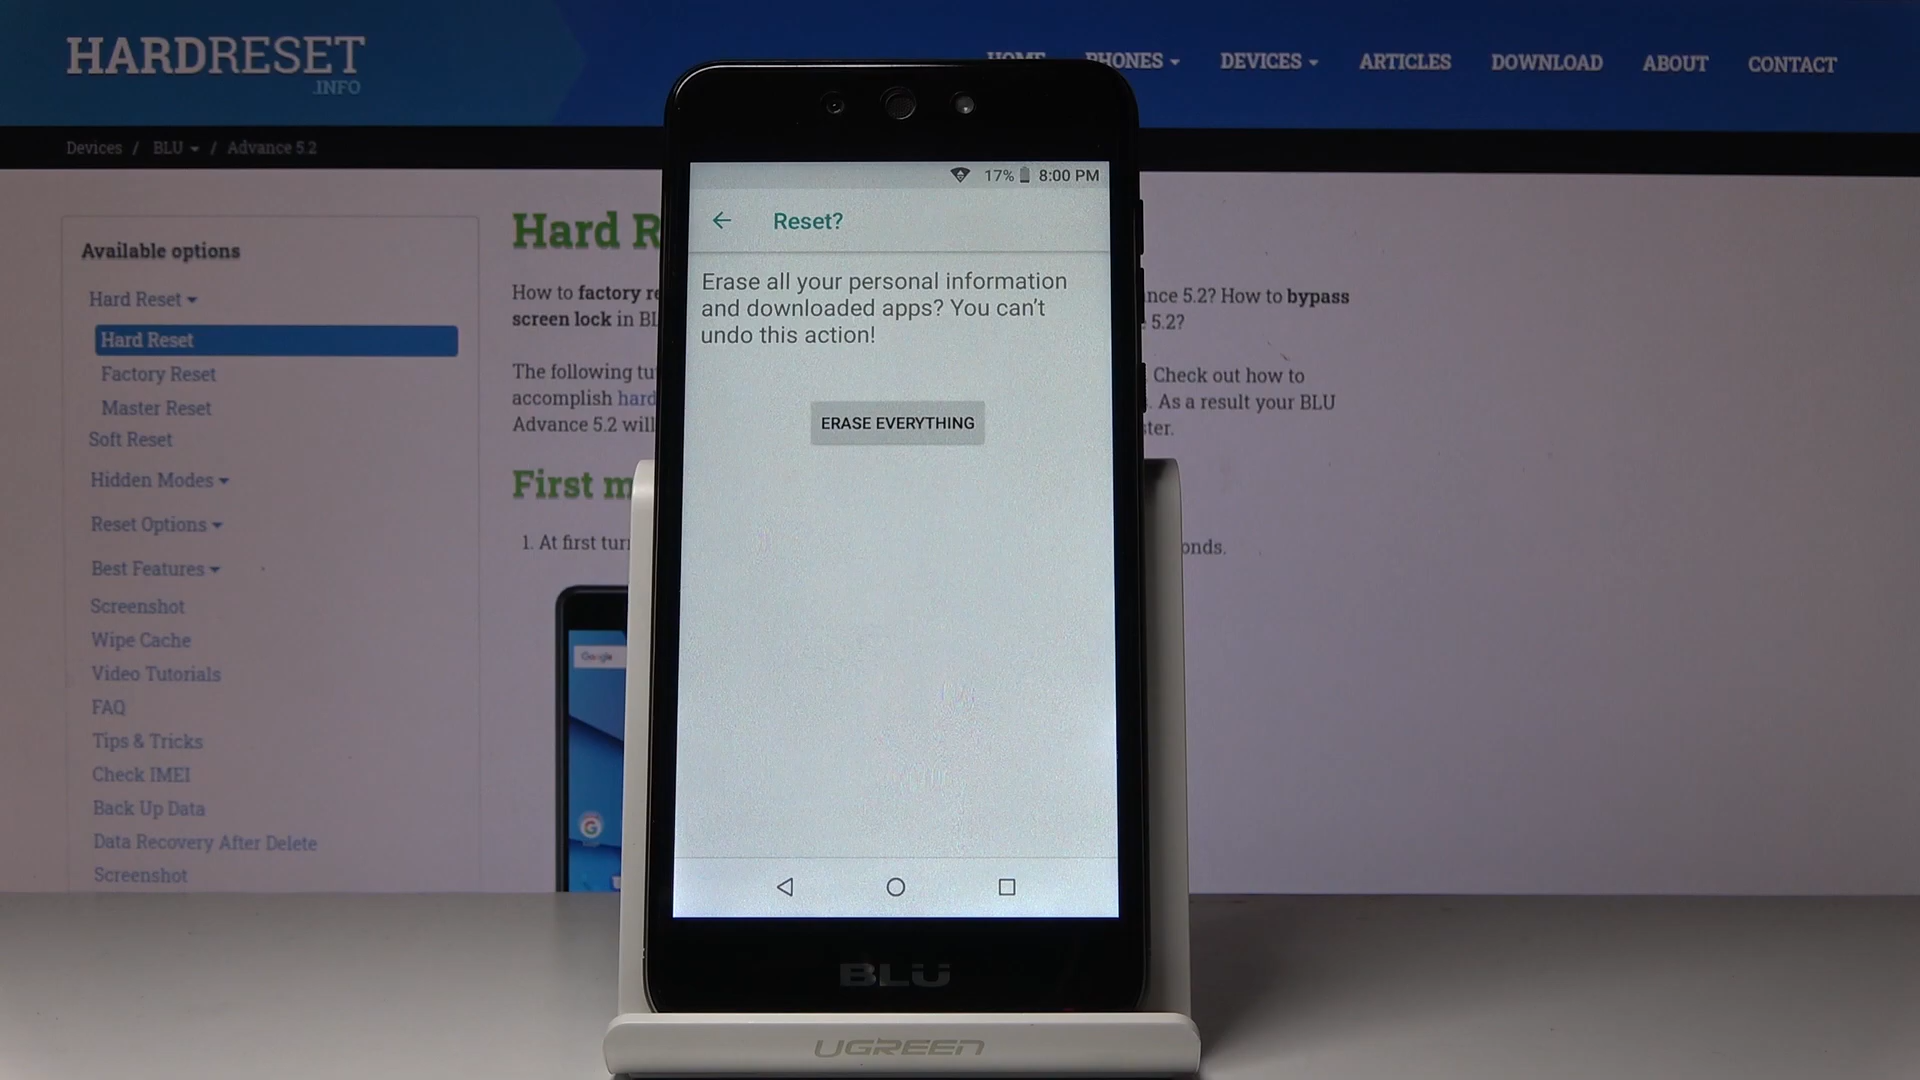 HARDRESET
.INFO
HOME PHONES DEVICES ARTICLES DOWNLOAD ABOUT CONTACT
Devices / BLU / Advance 5.2
Available options
Hard Reset
Hard Reset
Factory Reset
Master Reset
Soft Reset
Hidden Modes
Reset Options
Best Features
Screenshot
Wipe Cache
Video Tutorials
FAQ
Tips & Tricks
Check IMEI
Back Up Data
Data Recovery After Delete
Screenshot
Hard R
How to factory re
nce 5.2? How to bypass
screen lock in BL
5.2?
The following tu
Check out how to
accomplish hard
. As a result your BLU
Advance 5.2 will
ter.
First m
1. At first turn
onds.
Google
G
17% 8:00 PM
Reset?
Erase all your personal information
and downloaded apps? You can't
undo this action!
ERASE EVERYTHING
BLU
UGREEN